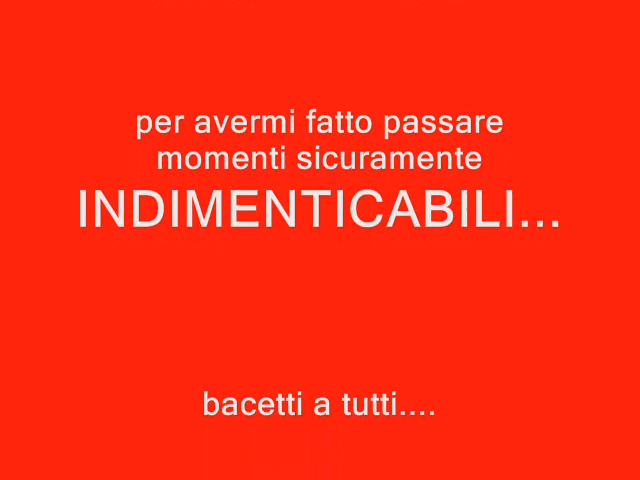 per avermi fatto passare
momenti sicuramente
INDIMENTICABILI...
bacetti a tutti....